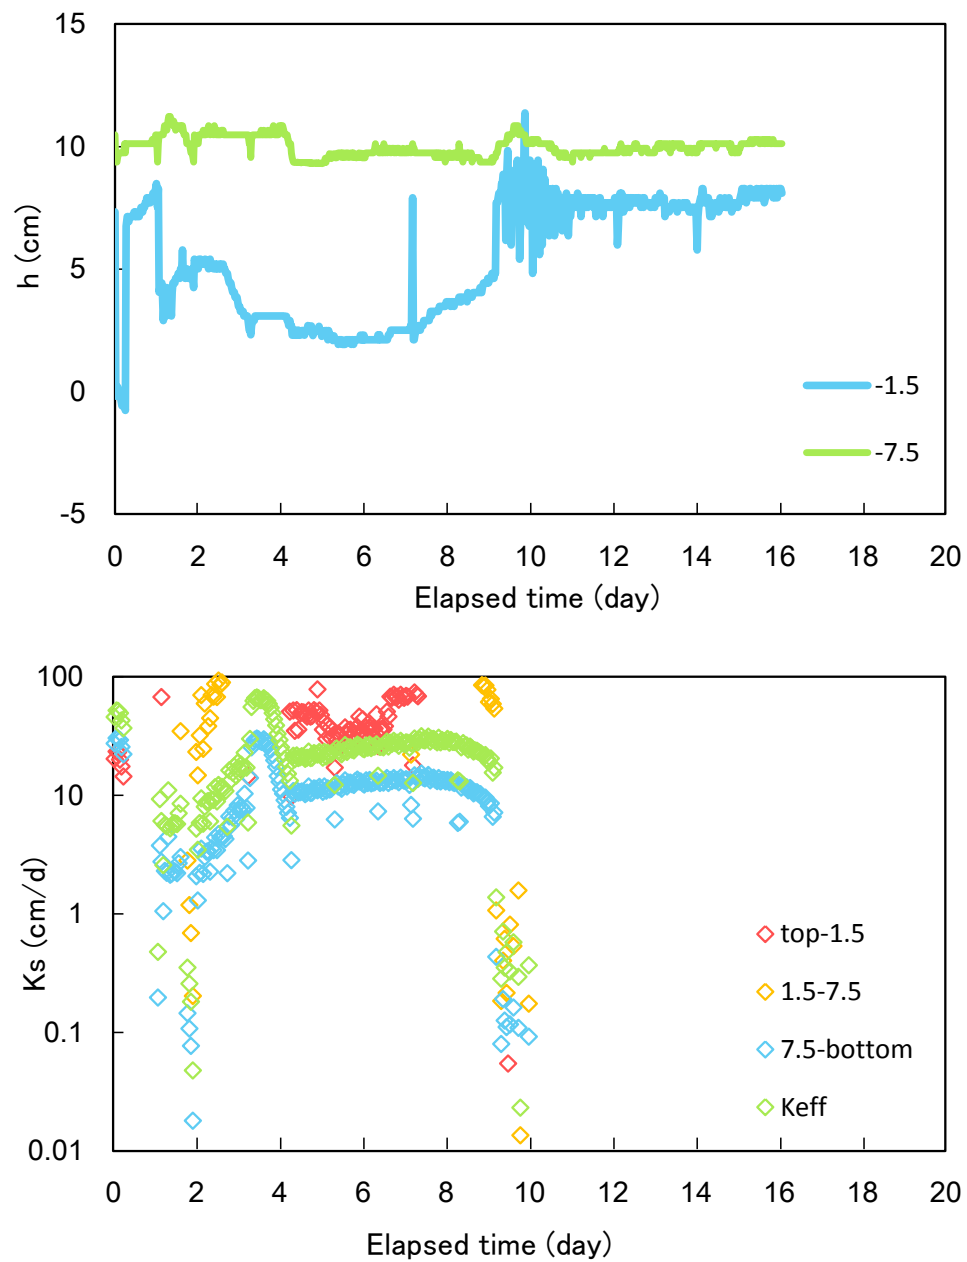 15
10
5
0
-5
h (cm)
-1.5
-7.5
0 2 4 6 8 10 12 14 16 18 20
Elapsed time (day)
100
10
1
0.1
0.01
Ks (cm/d)
top-1.5
1.5-7.5
7.5-bottom
Keff
0 2 4 6 8 10 12 14 16 18 20
Elapsed time (day)